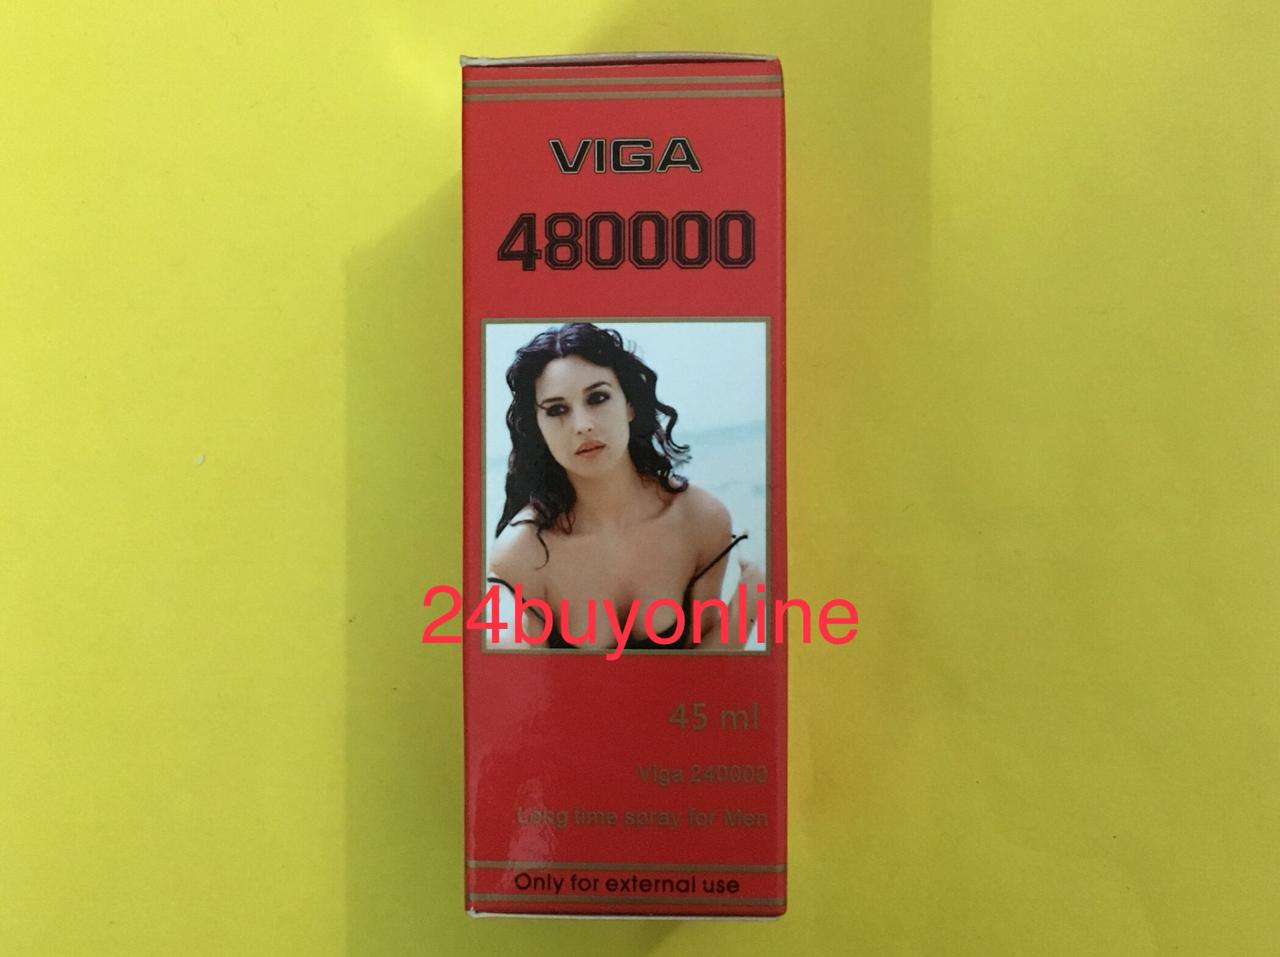 VIGA
480000
24buyonline
45 ml
Viga 240000
Long time spray for Men
Only for external use